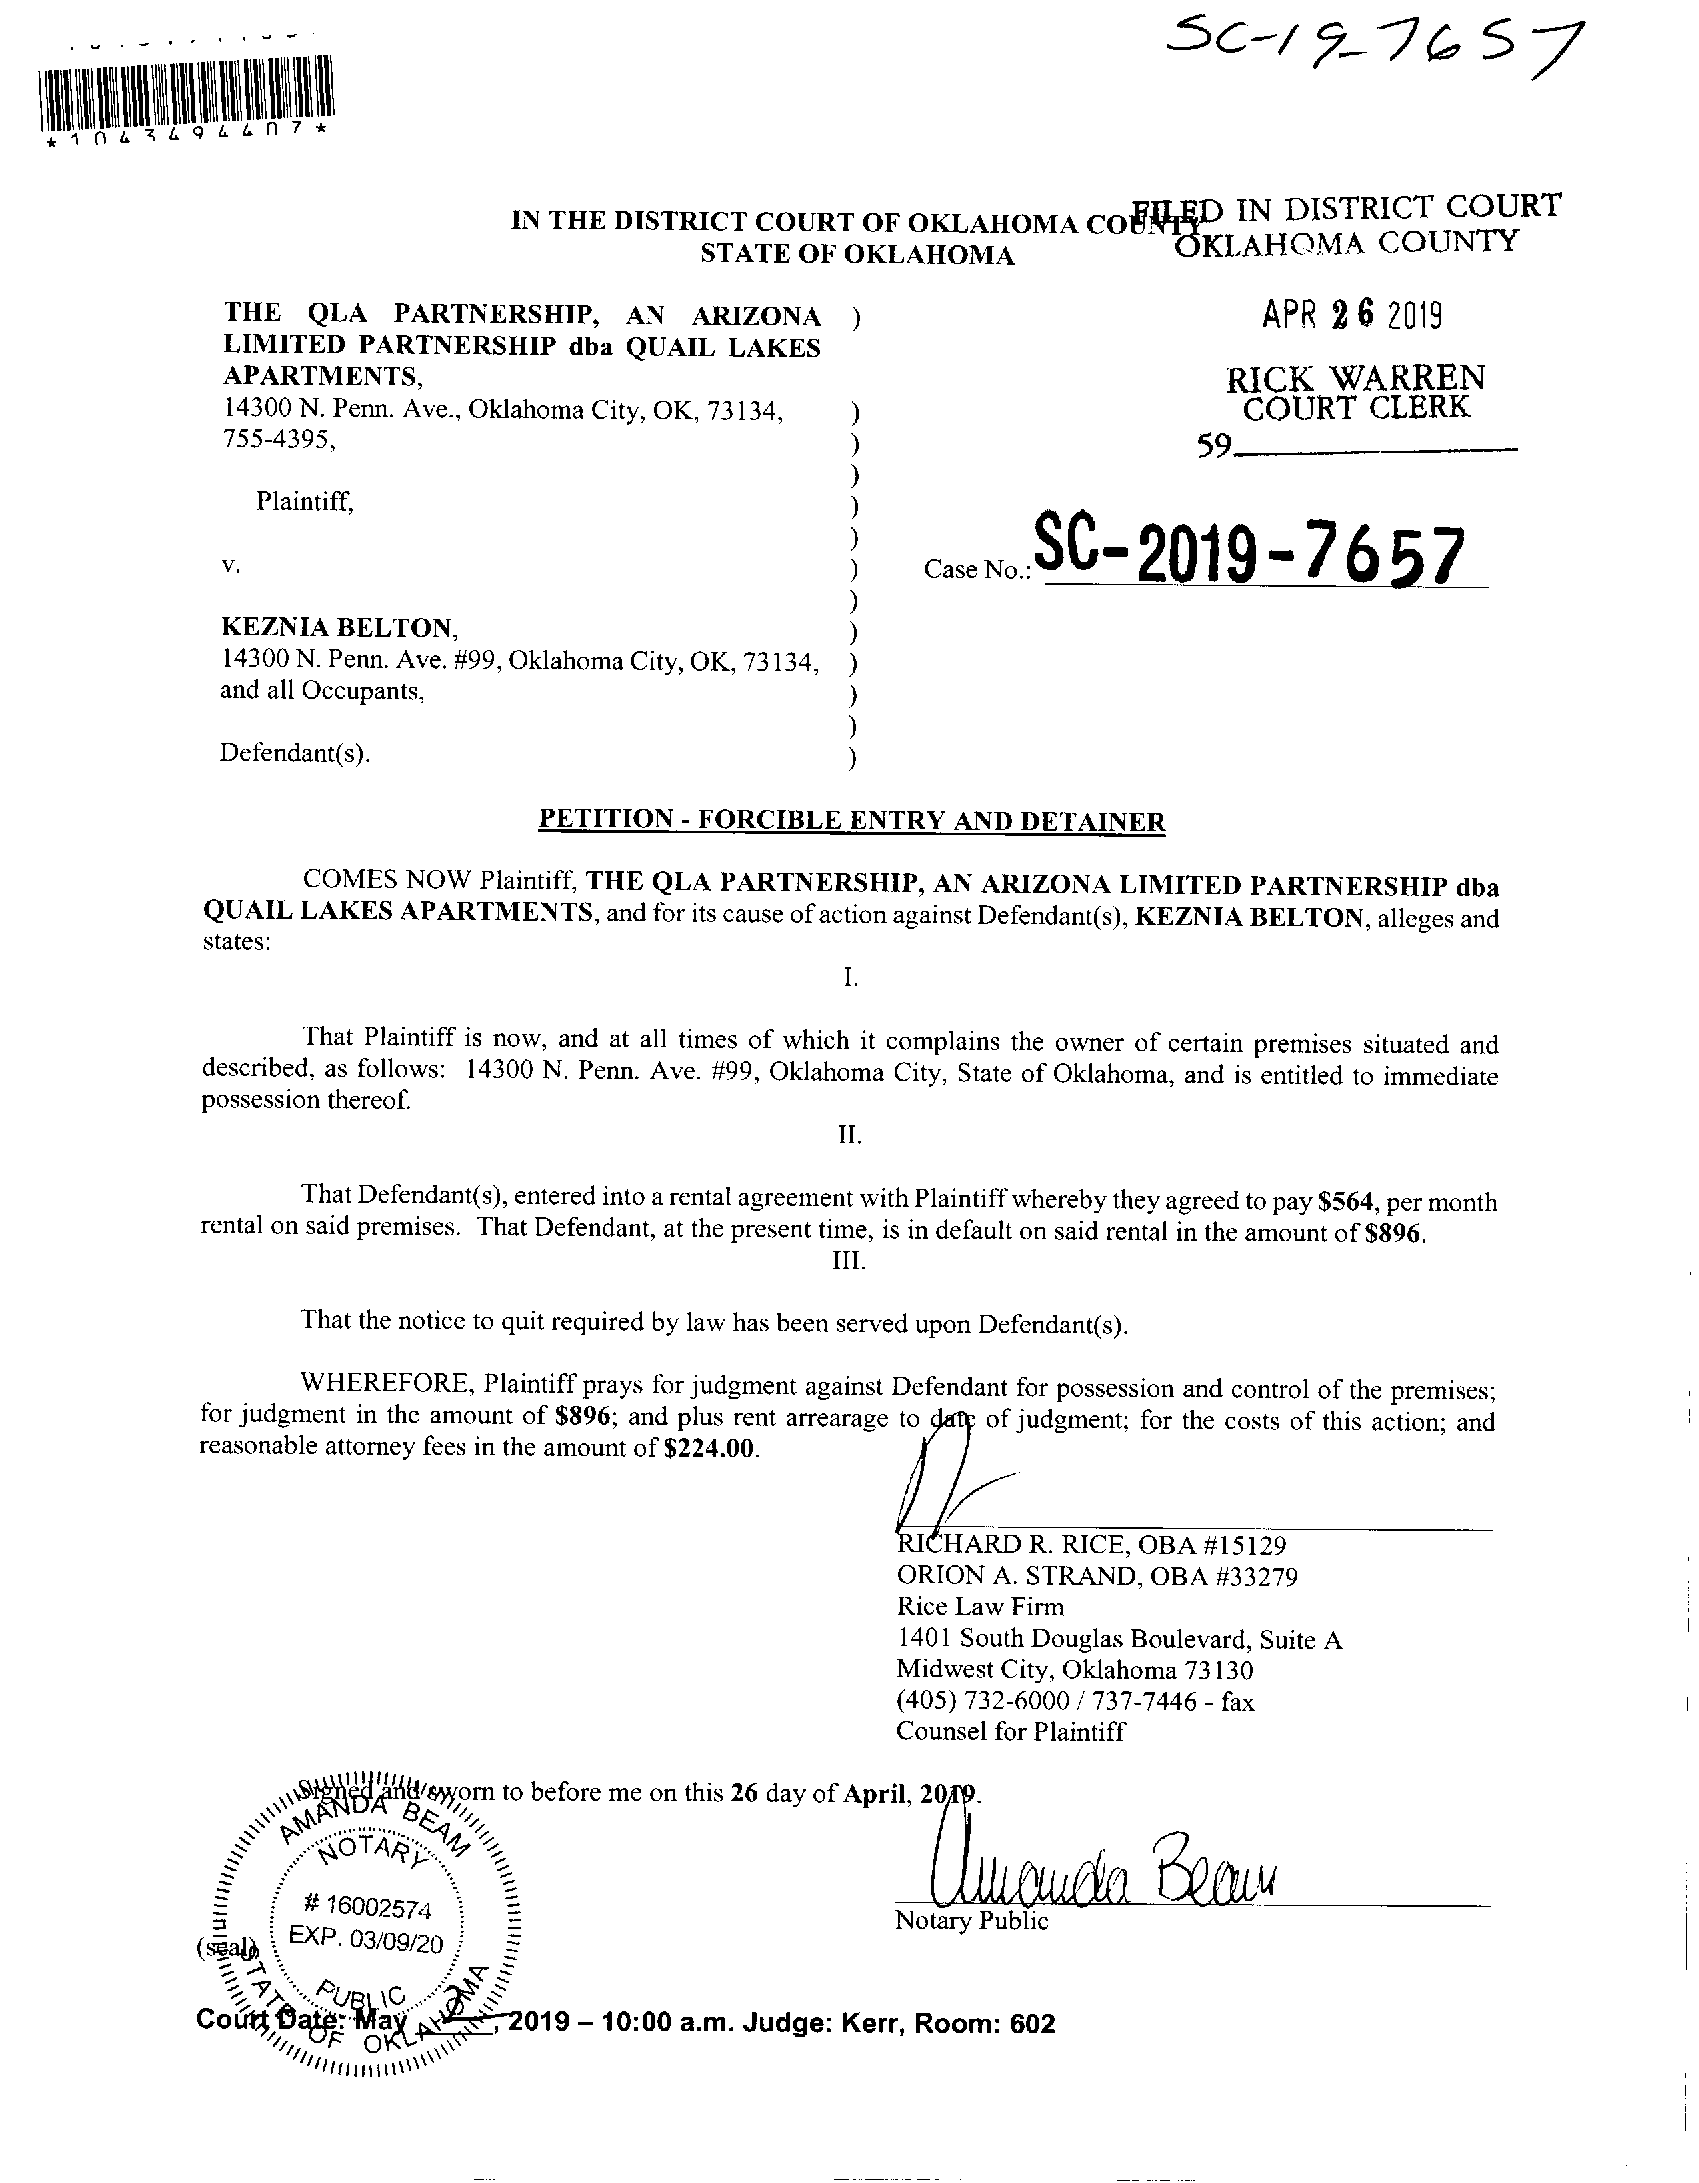 SC-19-7657
*1043494407*
IN THE DISTRICT COURT OF OKLAHOMA COUNTY
STATE OF OKLAHOMA
FILED IN DISTRICT COURT
OKLAHOMA COUNTY
APR 26 2019
RICK WARREN
COURT CLERK
59
THE QLA PARTNERSHIP, AN ARIZONA )
LIMITED PARTNERSHIP dba QUAIL LAKES
APARTMENTS,
14300 N. Penn. Ave., Oklahoma City, OK, 73134, )
755-4395, )
)
Plaintiff, )
)
v. ) Case No.: SC-2019-7657
)
KEZNIA BELTON, )
14300 N. Penn. Ave. #99, Oklahoma City, OK, 73134, )
and all Occupants, )
)
Defendant(s). )
PETITION - FORCIBLE ENTRY AND DETAINER
COMES NOW Plaintiff, THE QLA PARTNERSHIP, AN ARIZONA LIMITED PARTNERSHIP dba
QUAIL LAKES APARTMENTS, and for its cause of action against Defendant(s), KEZNIA BELTON, alleges and
states:
I.
That Plaintiff is now, and at all times of which it complains the owner of certain premises situated and
described, as follows: 14300 N. Penn. Ave. #99, Oklahoma City, State of Oklahoma, and is entitled to immediate
possession thereof.
II.
That Defendant(s), entered into a rental agreement with Plaintiff whereby they agreed to pay $564, per month
rental on said premises. That Defendant, at the present time, is in default on said rental in the amount of $896.
III.
That the notice to quit required by law has been served upon Defendant(s).
WHEREFORE, Plaintiff prays for judgment against Defendant for possession and control of the premises;
for judgment in the amount of $896; and plus rent arrearage to date of judgment; for the costs of this action; and
reasonable attorney fees in the amount of $224.00.
RICHARD R. RICE, OBA #15129
ORION A. STRAND, OBA #33279
Rice Law Firm
1401 South Douglas Boulevard, Suite A
Midwest City, Oklahoma 73130
(405) 732-6000 / 737-7446 - fax
Counsel for Plaintiff
Signed and sworn to before me on this 26 day of April, 2019.
AMANDA BEAM
NOTARY
# 16002574
EXP. 03/09/20
PUBLIC
STATE OF OKLAHOMA
Amanda Beam
Notary Public
(seal)
Court Date: May 2, 2019 – 10:00 a.m. Judge: Kerr, Room: 602